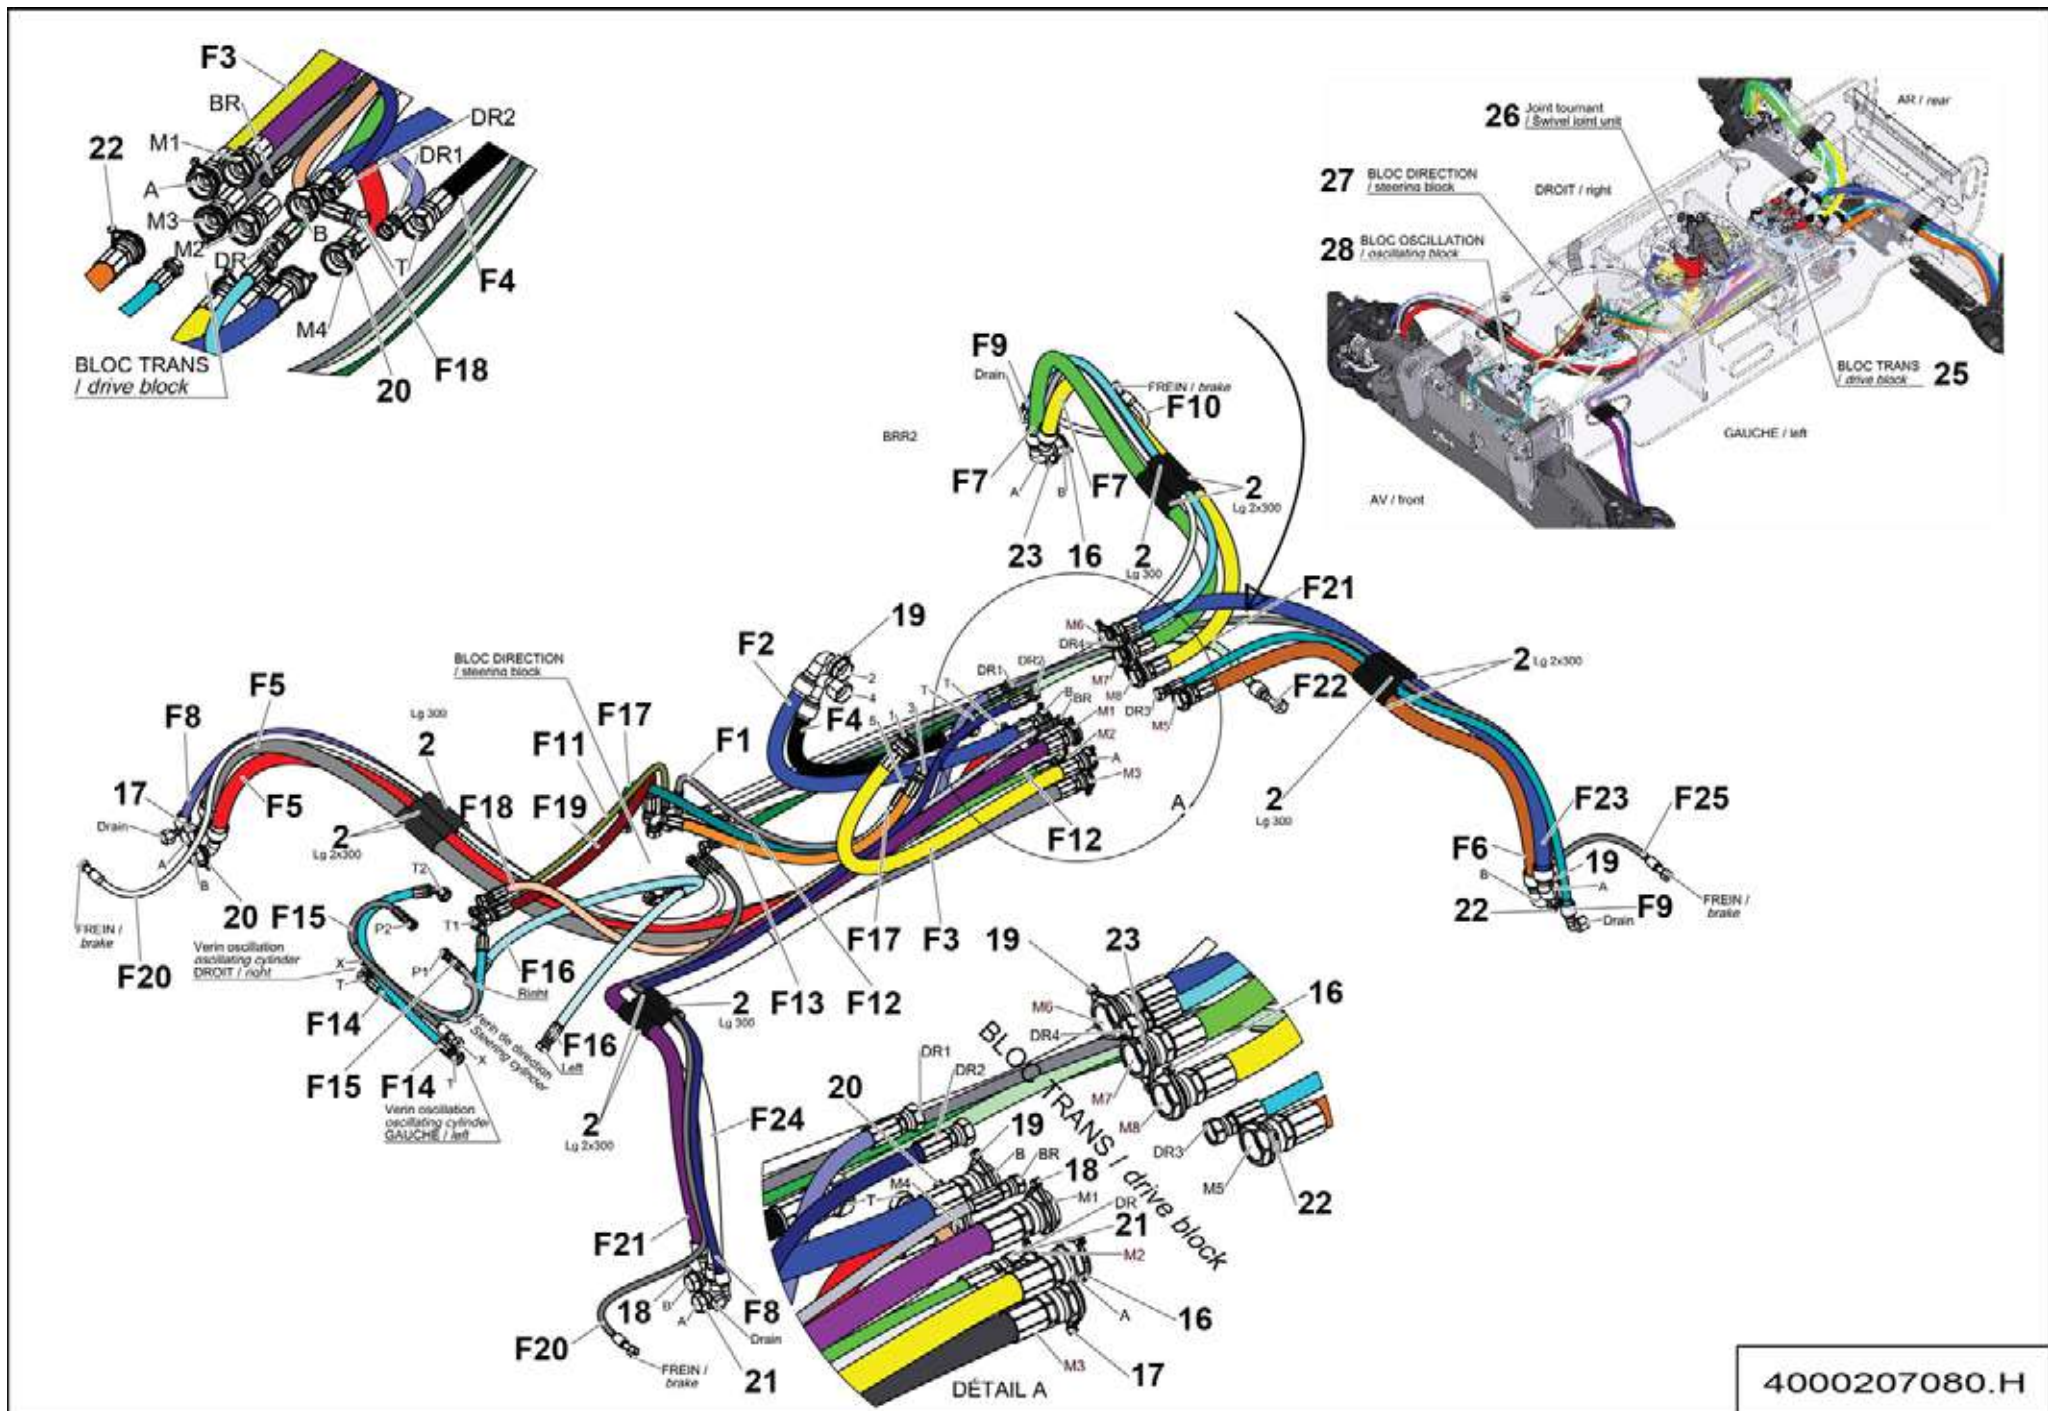 F3
BR
M1
22
A
M3
M2
DR
DR2
DR1
B
T
F4
M4
F18
20
BLOC TRANS
/ drive block
26 Joint tournant
/ Swivel joint unit
AR / rear
27 BLOC DIRECTION
/ steering block
DROIT / right
28 BLOC OSCILLATION
/ oscillating block
BLOC TRANS
/ drive block 25
GAUCHE / left
AV / front
F9
Drain
FREIN / brake
F10
BRR2
F7
A
B
F7
2
Lg 2x300
23
16
2
Lg 300
F21
19
F2
2
4
M6
DR4
M7
M8
DR3
M5
F22
2 Lg 2x300
BLOC DIRECTION
/ steering block
DR1
DR2
T
T
B
BR
M1
M2
A
M3
3
1
5
F4
F5
F8
Lg 300
2
F17
F11
F1
17
F5
F18
F19
Drain
A
B
2
Lg 2x300
A
F12
2
Lg 300
F23
F25
F6
19
B
A
22
F9
FREIN /
brake
Drain
20
T2
F15
P2
T1
FREIN /
brake
F20
Verin oscillation
oscillating cylinder
DROIT / right
X
T
P1
F16
Right
F17
F3
F13
F12
F14
Verin de direction
/ Steering cylinder
F16
Left
2
Lg 300
F15
F14
X
T
Verin oscillation
oscillating cylinder
GAUCHE / left
2
Lg 2x300
F24
F21
18
B
A
F8
Drain
F20
FREIN /
brake
21
19
23
16
M6
DR4
M7
M8
DR1
DR2
BLOC TRANS / drive block
20
19
B
BR
18
M4
T
M1
DR
21
M2
DR3
M5
22
A
16
M3
17
DÉTAIL A
4000207080.H